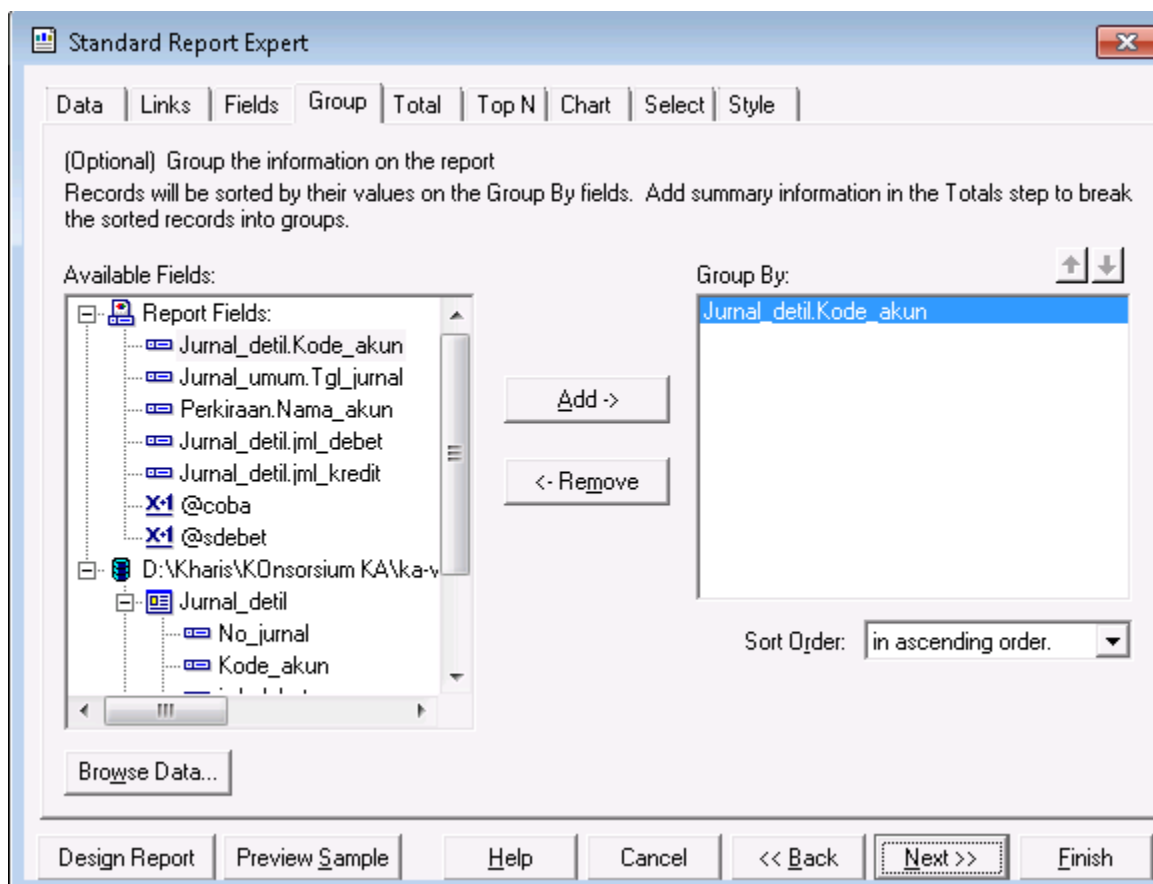 Standard Report Expert
Data Links Fields Group Total Top N Chart Select Style
(Optional) Group the information on the report
Records will be sorted by their values on the Group By fields. Add summary information in the Totals step to break
the sorted records into groups.
Available Fields:
Report Fields:
Jurnal_detil.Kode_akun
Jurnal_umum.Tgl_jurnal
Perkiraan.Nama_akun
Jurnal_detil.jml_debet
Jurnal_detil.jml_kredit
X+1 @coba
X+1 @sdebet
D:\Kharis\KOnsorsium KA\ka-v
Jurnal_detil
No_jurnal
Kode_akun
Add ->
<- Remove
Group By:
Jurnal_detil.Kode_akun
Sort Order: in ascending order.
Browse Data...
Design Report Preview Sample Help Cancel << Back Next >> Finish